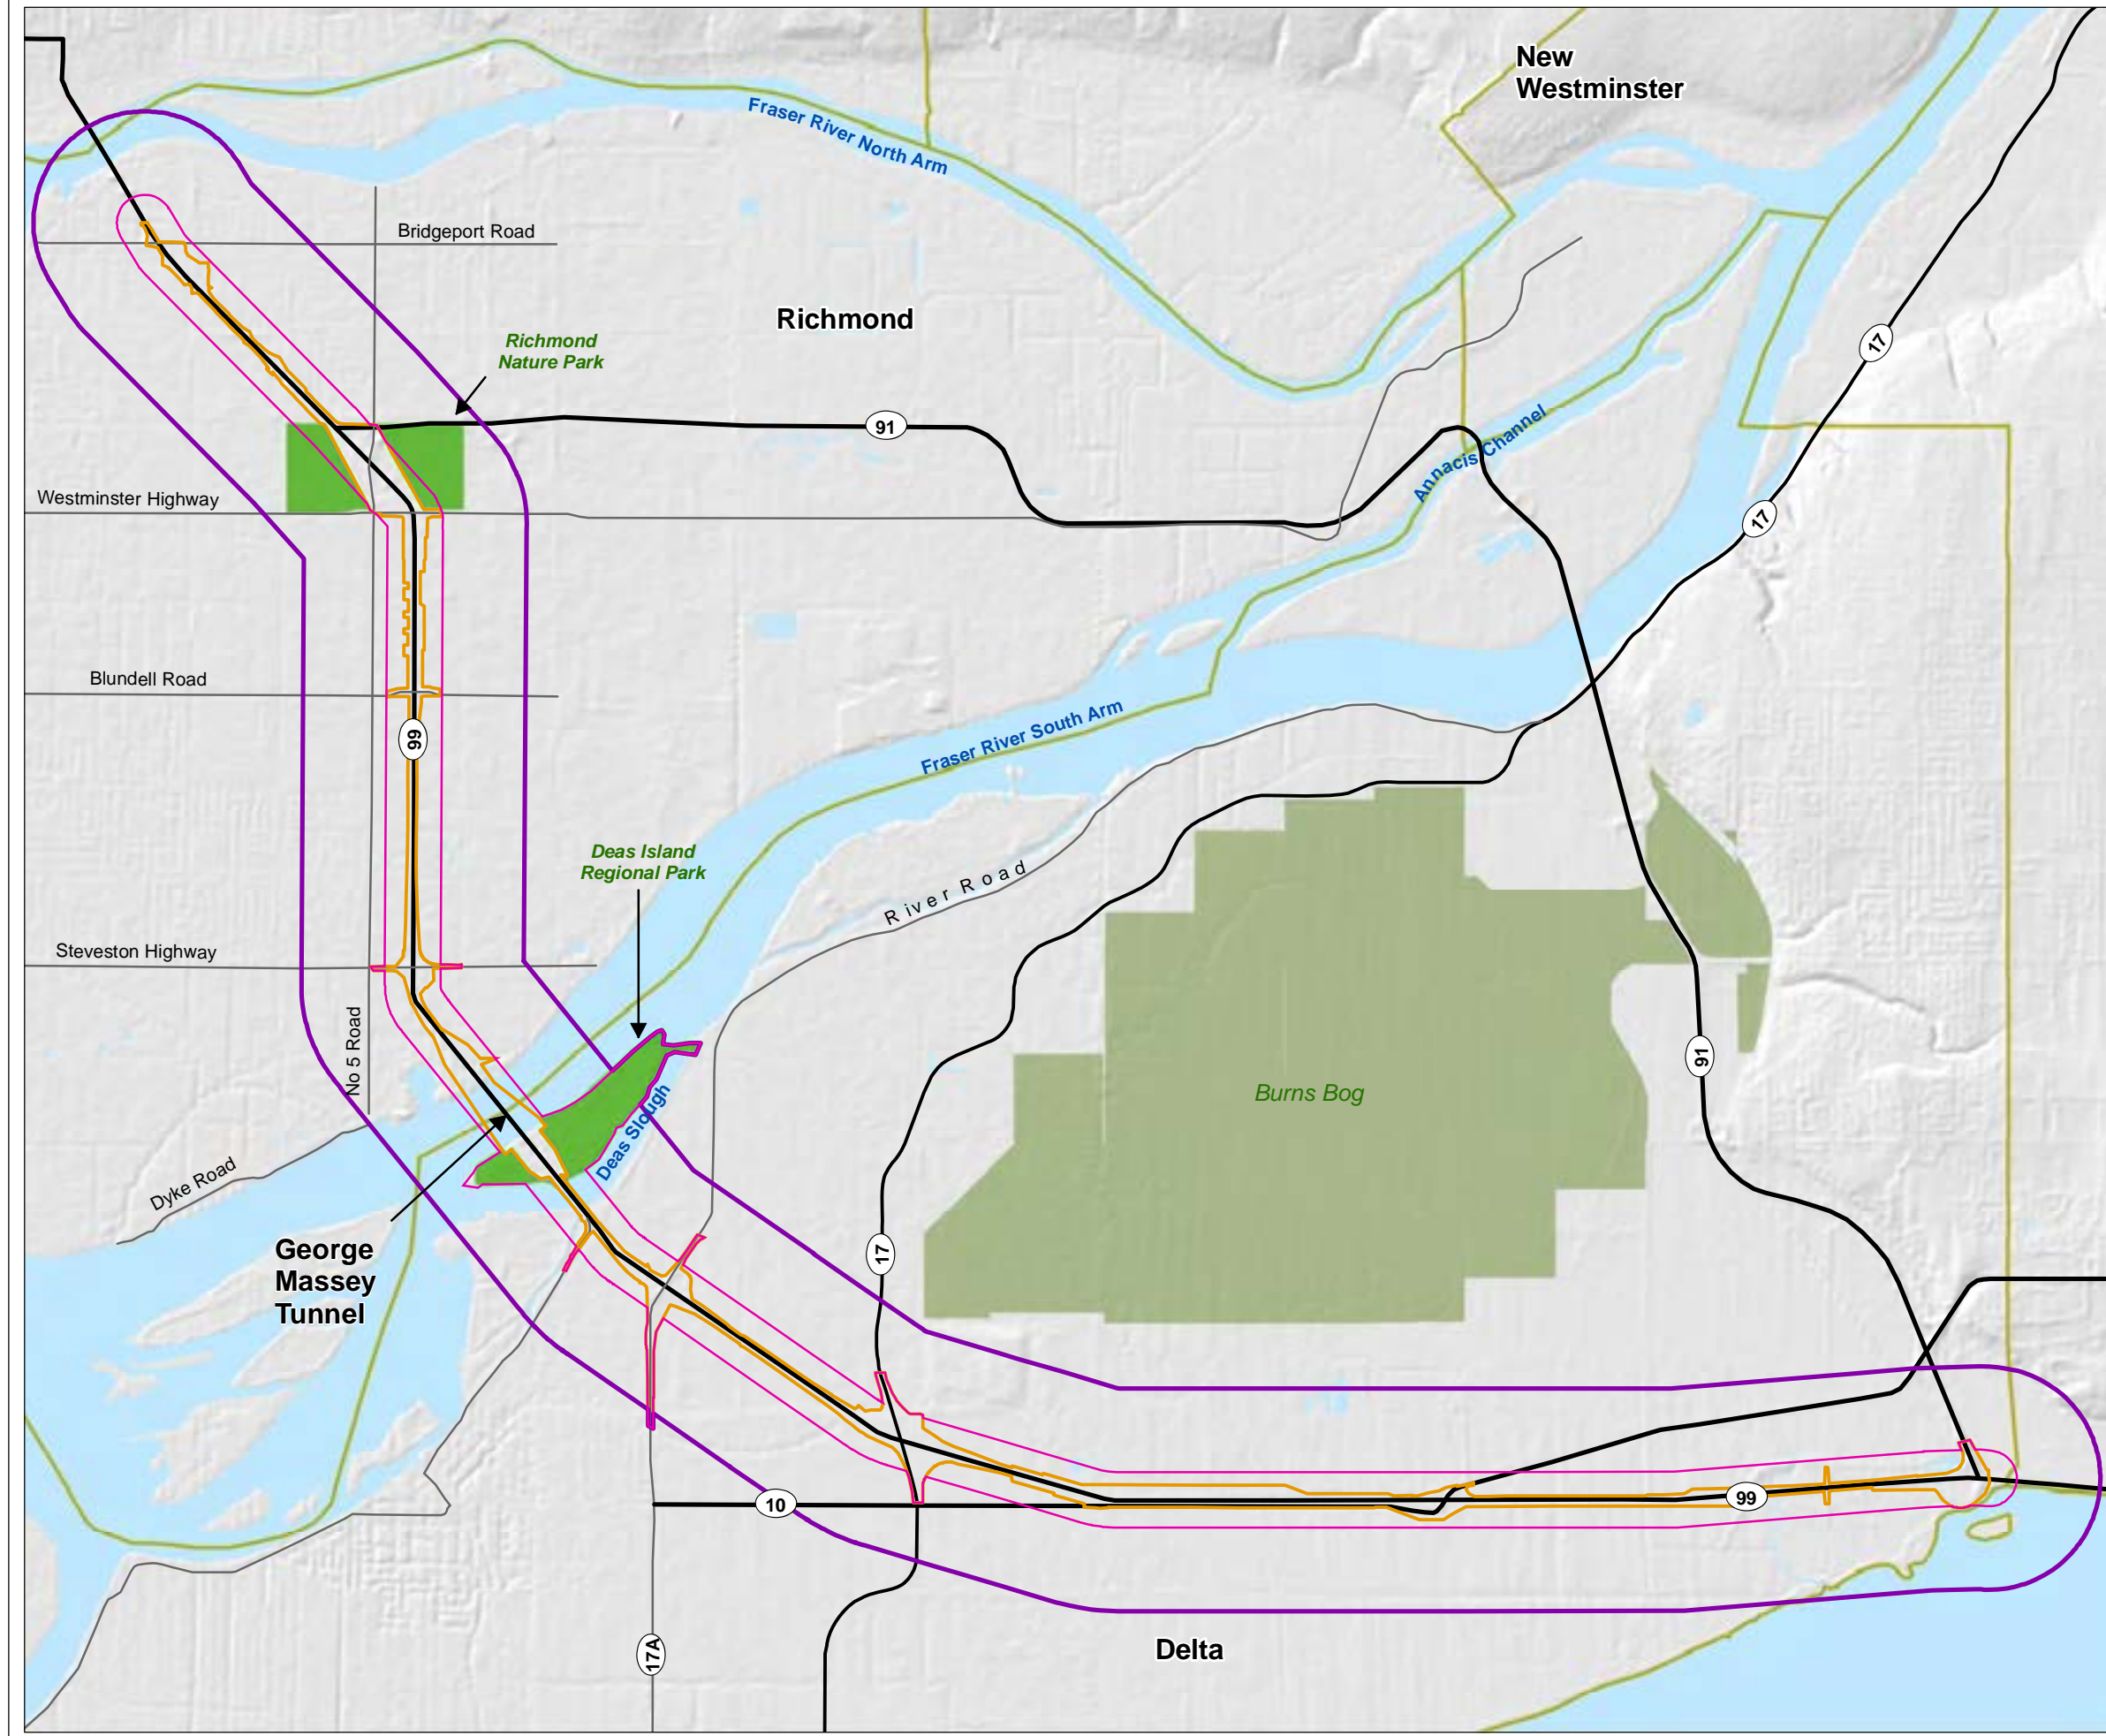 New
Westminster
Fraser River North Arm
Bridgeport Road
Richmond
Richmond
Nature Park
17
91
Annacis Channel
Westminster Highway
17
Blundell Road
Fraser River South Arm
99
Deas Island
Regional Park
River Road
Steveston Highway
No 5 Road
91
Burns Bog
Deas Slough
Dyke Road
George
Massey
Tunnel
17
10
99
17A
Delta